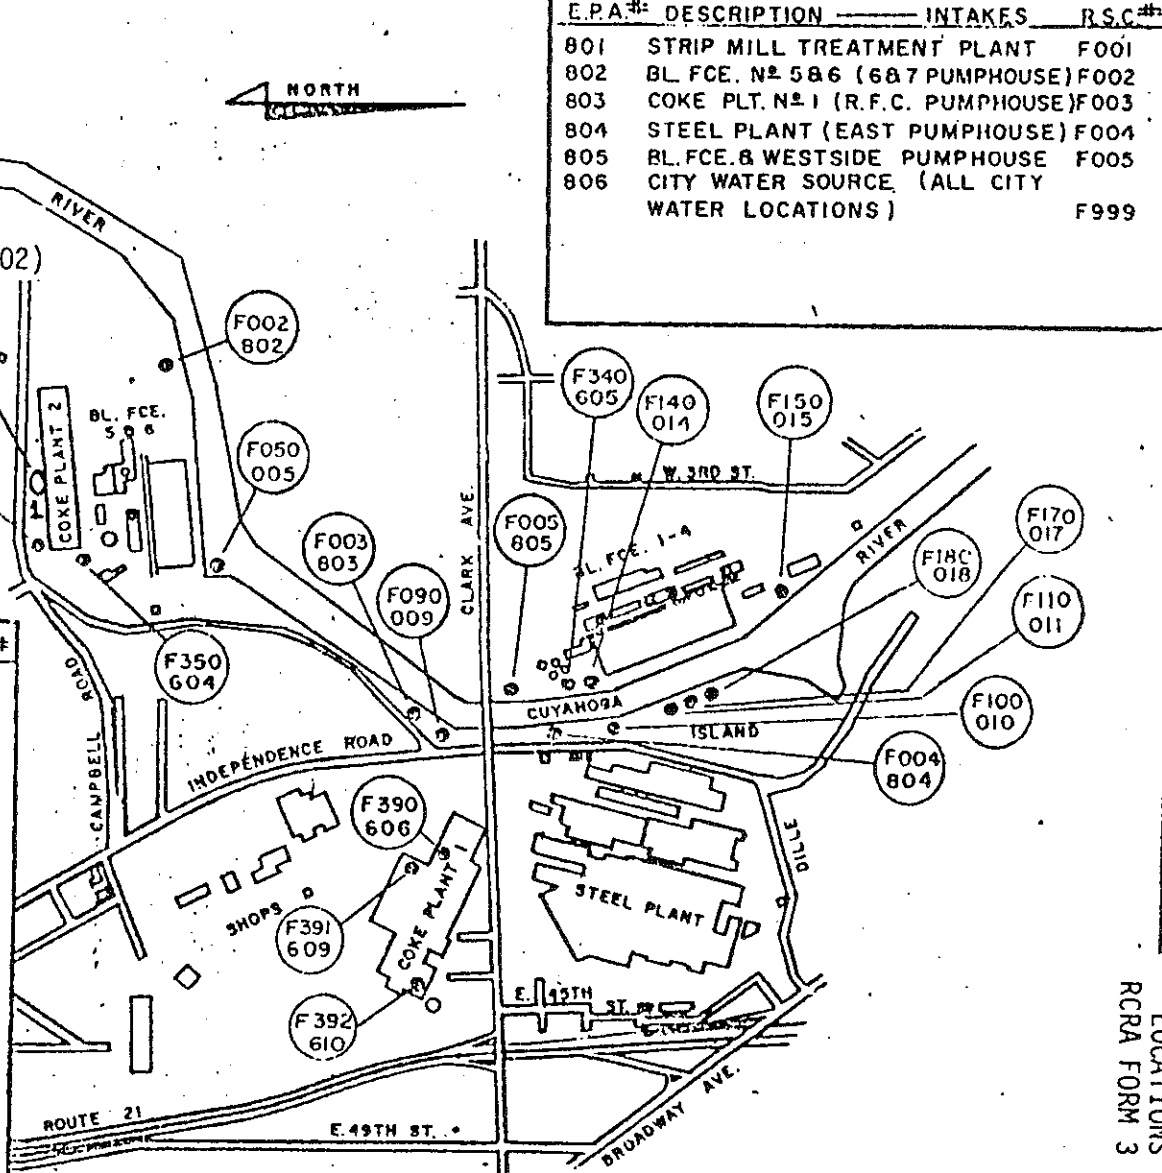 E.P.A.# DESCRIPTION INTAKES R.S.C.#
801 STRIP MILL TREATMENT PLANT F001
802 BL. FCE. Nº 5&6 (6&7 PUMPHOUSE) F002
803 COKE PLT. Nº 1 (R.F.C. PUMPHOUSE) F003
804 STEEL PLANT (EAST PUMPHOUSE) F004
805 BL. FCE. & WESTSIDE PUMPHOUSE F005
806 CITY WATER SOURCE (ALL CITY
WATER LOCATIONS) F999
NORTH
RIVER
02)
F002
802
BL. FCE.
5 6
COKE PLANT 2
F050
005
F340
605
F140
014
F150
015
W. 3RD ST.
CLARK AVE.
F003
803
F005
805
BL. FCE. 1-4
RIVER
F170
017
F180
018
F090
009
F110
011
#
F350
604
CUYAHOGA
ISLAND
F100
010
CANPBELL ROAD
INDEPENDENCE ROAD
F004
804
F390
606
DILLE
COKE PLANT 1
STEEL PLANT
SHOPS
F391
609
F392
610
E. 45TH ST.
LOCATIONS
RCRA FORM 3
ROUTE 21
E. 49TH ST.
BROADWAY AVE.